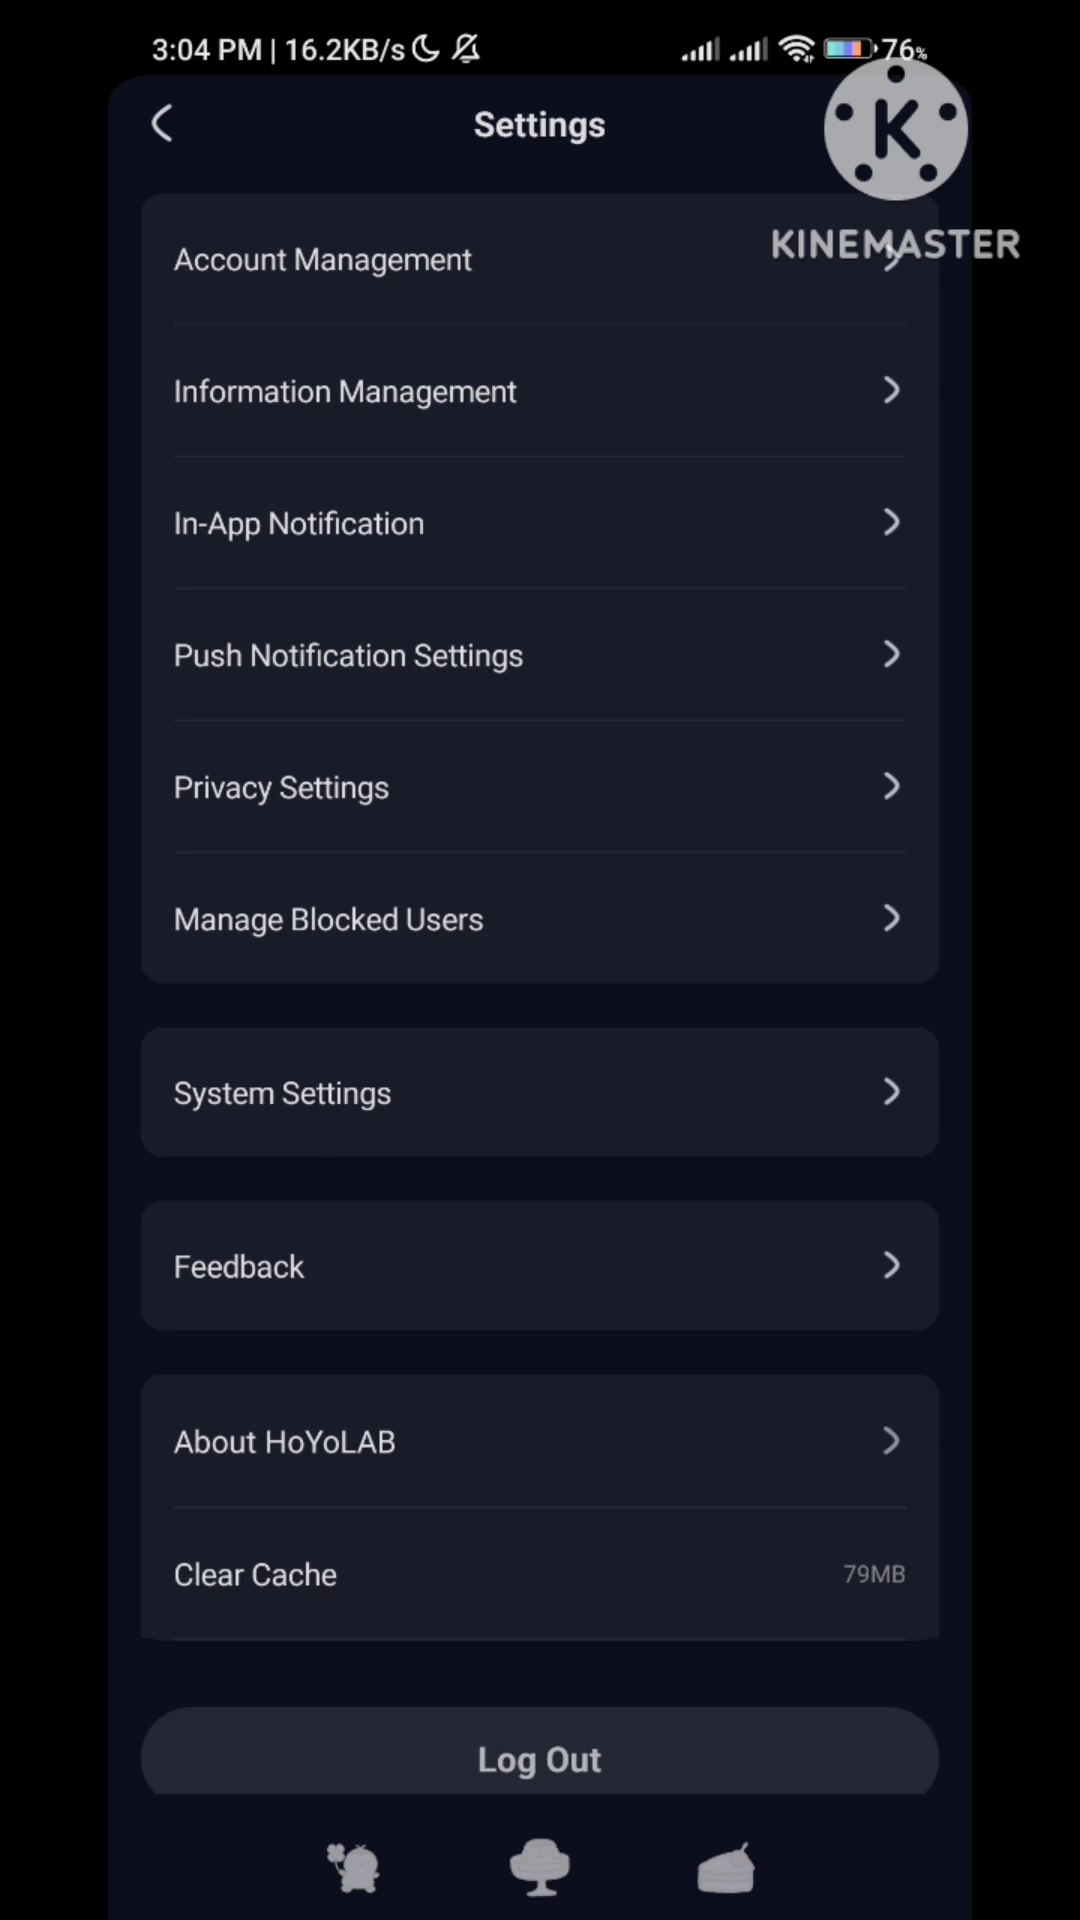 3:04 PM | 16.2KB/s 76%
Settings
K
KINEMASTER
Account Management
Information Management
In-App Notification
Push Notification Settings
Privacy Settings
Manage Blocked Users
System Settings
Feedback
About HoYoLAB
Clear Cache 79MB
Log Out